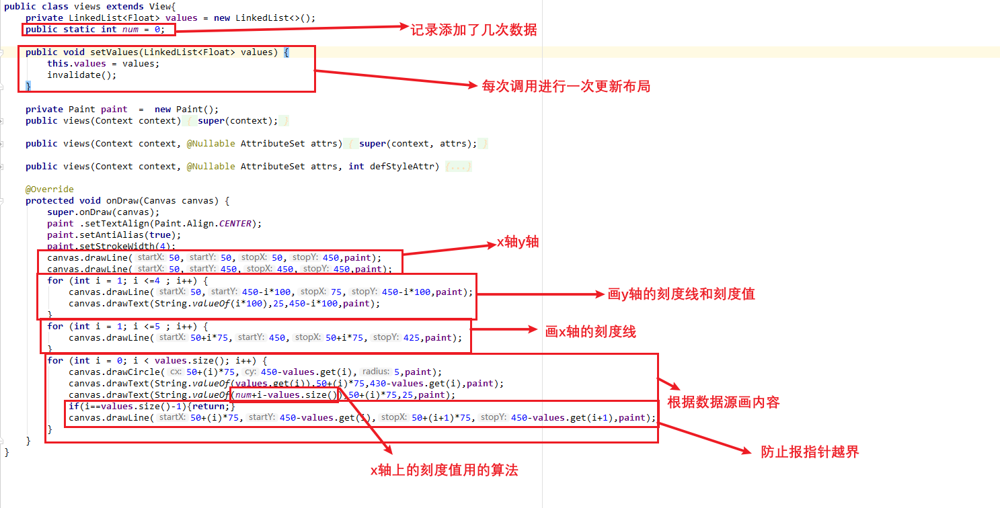 public class views extends View{
private LinkedList<Float> values = new LinkedList<>();
public static int num = 0;
记录添加了几次数据
public void setValues(LinkedList<Float> values) {
this.values = values;
invalidate();
}
每次调用进行一次更新布局
private Paint paint  =  new Paint();
public views(Context context) { super(context); }
public views(Context context, @Nullable AttributeSet attrs) { super(context, attrs); }
public views(Context context, @Nullable AttributeSet attrs, int defStyleAttr) {...}
@Override
protected void onDraw(Canvas canvas) {
super.onDraw(canvas);
paint .setTextAlign(Paint.Align.CENTER);
paint.setAntiAlias(true);
paint.setStrokeWidth(4);
x轴y轴
canvas.drawLine( startX: 50, startY: 50, stopX: 50, stopY: 450,paint);
canvas.drawLine( startX: 50, startY: 450, stopX: 450, stopY: 450,paint);
for (int i = 1; i <=4 ; i++) {
canvas.drawLine( startX: 50, startY: 450-i*100, stopX: 75, stopY: 450-i*100,paint);
画y轴的刻度线和刻度值
canvas.drawText(String.valueOf(i*100),25,450-i*100,paint);
}
for (int i = 1; i <=5 ; i++) {
画x轴的刻度线
canvas.drawLine( startX: 50+i*75, startY: 450, stopX: 50+i*75, stopY: 425,paint);
}
for (int i = 0; i < values.size(); i++) {
canvas.drawCircle( cx: 50+(i)*75, cy: 450-values.get(i), radius: 5,paint);
canvas.drawText(String.valueOf(values.get(i)),50+(i)*75,430-values.get(i),paint);
canvas.drawText(String.valueOf(num+i-values.size()),50+(i)*75,25,paint);
根据数据源画内容
if(i==values.size()-1){return;}
canvas.drawLine( startX: 50+(i)*75, startY: 450-values.get(i), stopX: 50+(i+1)*75, stopY: 450-values.get(i+1),paint);
}
}
防止报指针越界
}
x轴上的刻度值用的算法